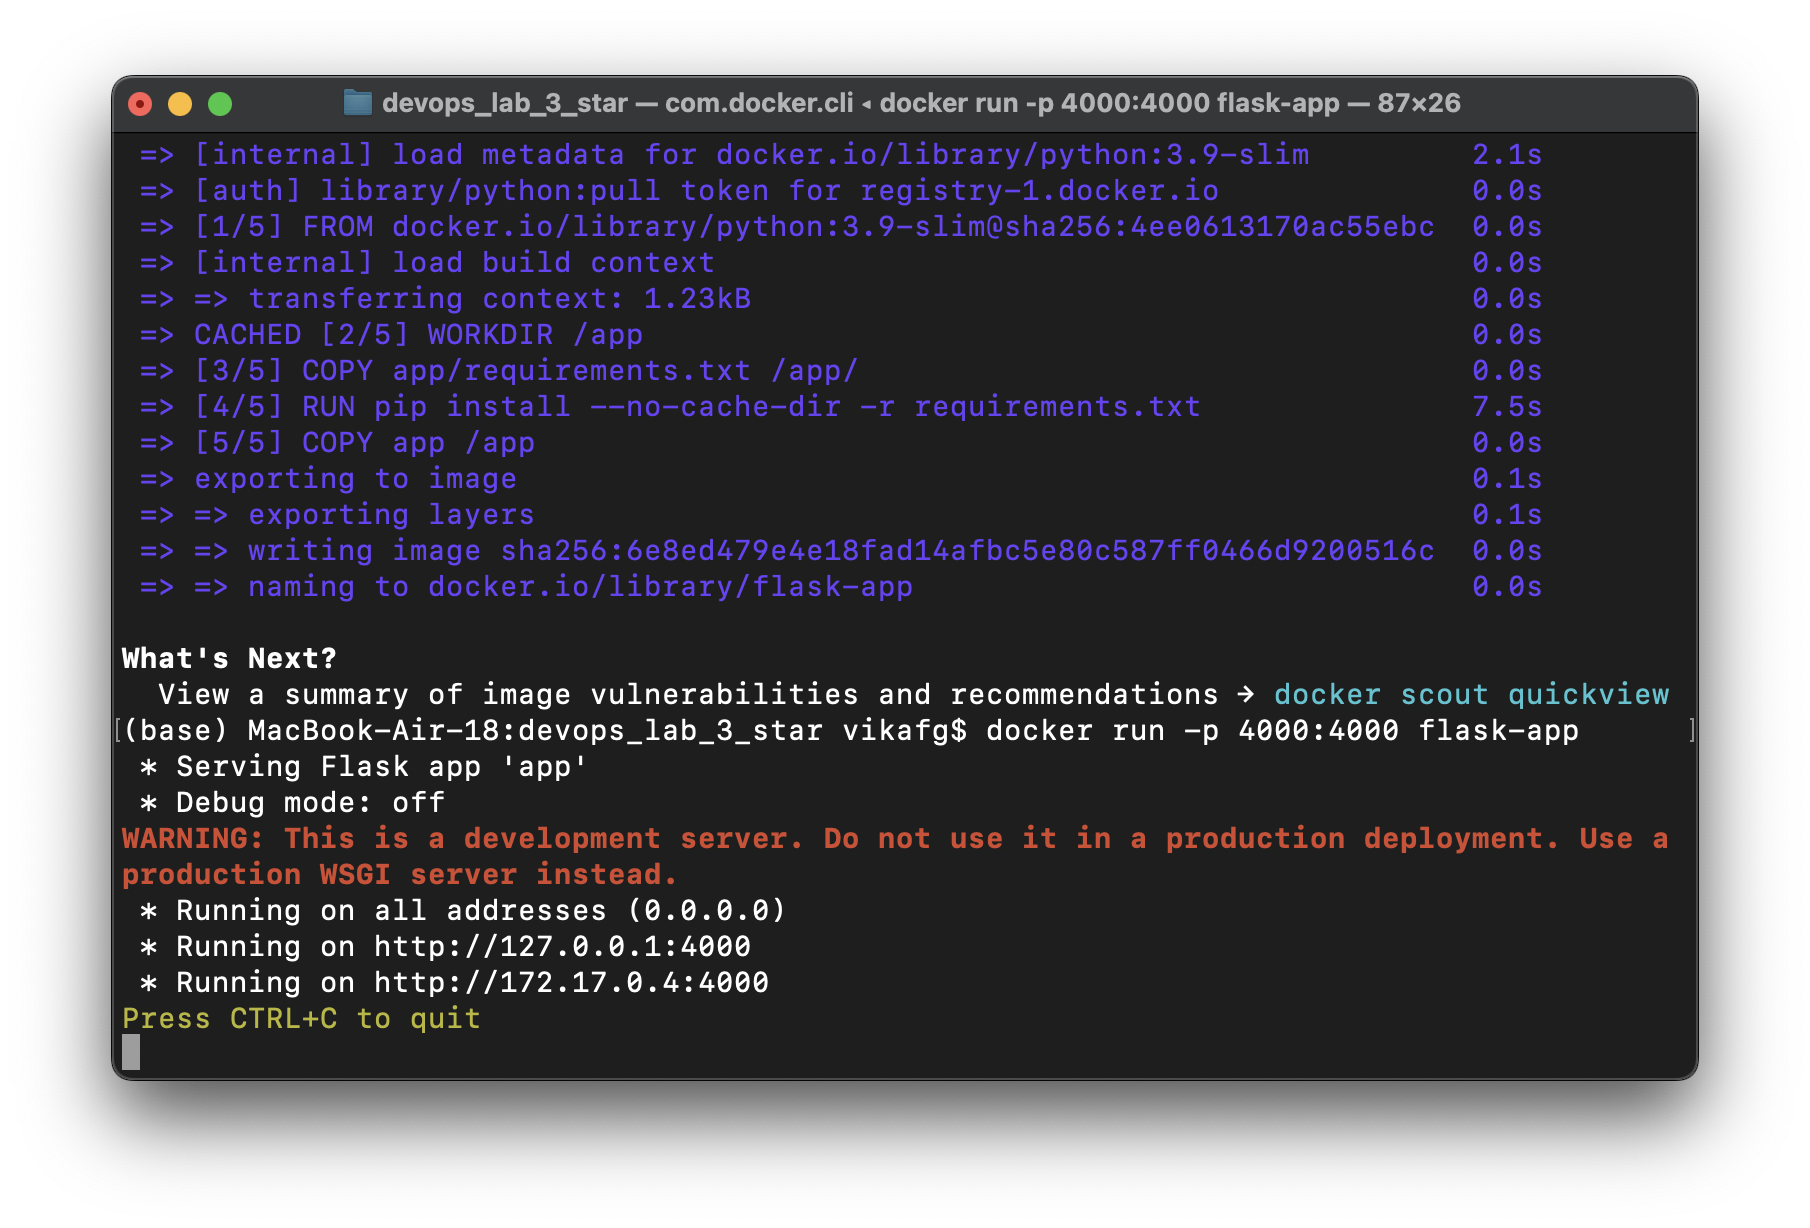 devops_lab_3_star — com.docker.cli ◂ docker run -p 4000:4000 flask-app — 87×26
=> [internal] load metadata for docker.io/library/python:3.9-slim 2.1s
=> [auth] library/python:pull token for registry-1.docker.io 0.0s
=> [1/5] FROM docker.io/library/python:3.9-slim@sha256:4ee0613170ac55ebc 0.0s
=> [internal] load build context 0.0s
=> => transferring context: 1.23kB 0.0s
=> CACHED [2/5] WORKDIR /app 0.0s
=> [3/5] COPY app/requirements.txt /app/ 0.0s
=> [4/5] RUN pip install --no-cache-dir -r requirements.txt 7.5s
=> [5/5] COPY app /app 0.0s
=> exporting to image 0.1s
=> => exporting layers 0.1s
=> => writing image sha256:6e8ed479e4e18fad14afbc5e80c587ff0466d9200516c 0.0s
=> => naming to docker.io/library/flask-app 0.0s
What's Next?
View a summary of image vulnerabilities and recommendations → docker scout quickview
[(base) MacBook-Air-18:devops_lab_3_star vikafg$ docker run -p 4000:4000 flask-app ]
* Serving Flask app 'app'
* Debug mode: off
WARNING: This is a development server. Do not use it in a production deployment. Use a
production WSGI server instead.
* Running on all addresses (0.0.0.0)
* Running on http://127.0.0.1:4000
* Running on http://172.17.0.4:4000
Press CTRL+C to quit